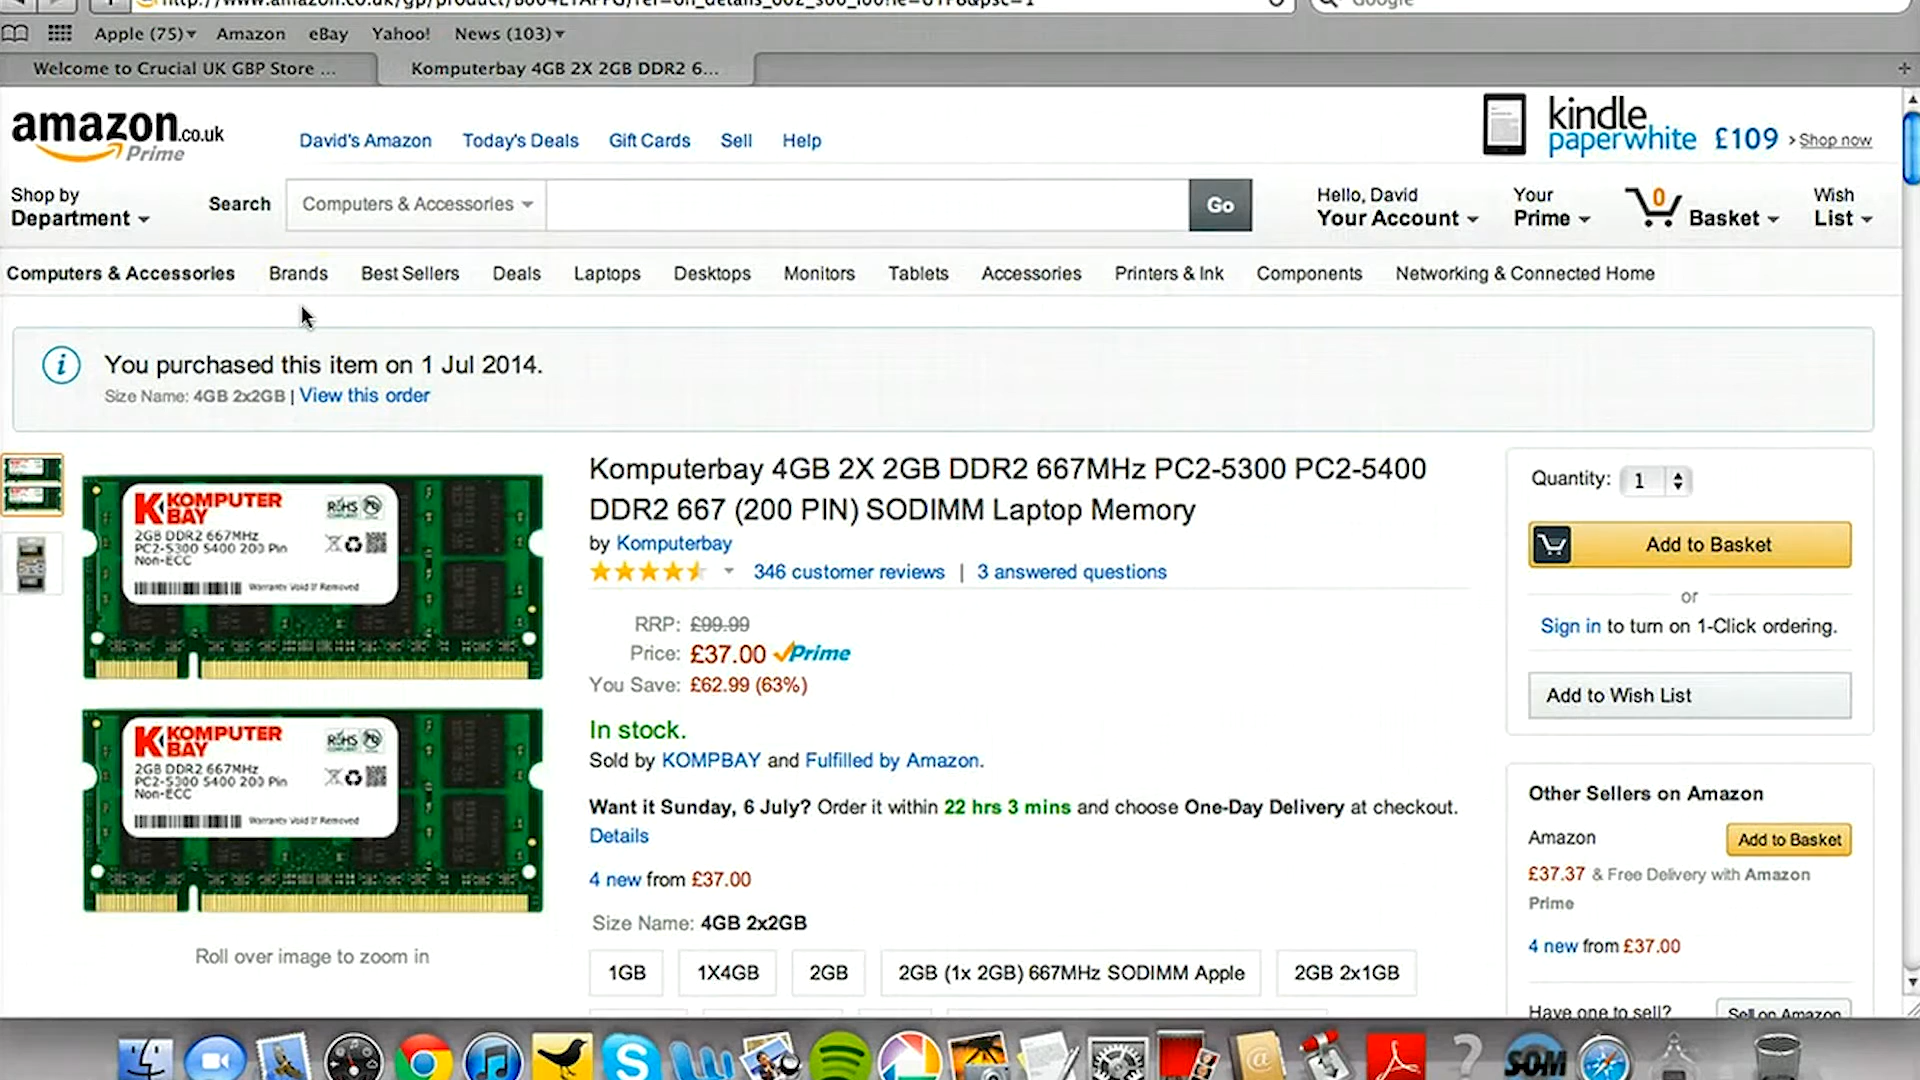 Apple (75)▾ Amazon eBay Yahoo! News (103)▾
Welcome to Crucial UK GBP Store ... Komputerbay 4GB 2X 2GB DDR2 6...
amazon.co.uk
Prime
David's Amazon Today's Deals Gift Cards Sell Help
kindle
paperwhite £109 > Shop now
Shop by
Department
Search Computers & Accessories Go
Hello, David
Your Account
Your
Prime
0
Basket
Wish
List
Computers & Accessories Brands Best Sellers Deals Laptops Desktops Monitors Tablets Accessories Printers & Ink Components Networking & Connected Home
You purchased this item on 1 Jul 2014.
Size Name: 4GB 2x2GB | View this order
KOMPUTER
BAY
RoHS
2GB DDR2 667MHz
PC2-5300 5400 200 Pin
Non-ECC
Warranty Void If Removed
KOMPUTER
BAY
RoHS
2GB DDR2 667MHz
PC2-5300 5400 200 Pin
Non-ECC
Warranty Void If Removed
Roll over image to zoom in
Komputerbay 4GB 2X 2GB DDR2 667MHz PC2-5300 PC2-5400
DDR2 667 (200 PIN) SODIMM Laptop Memory
by Komputerbay
346 customer reviews | 3 answered questions
RRP: £99.99
Price: £37.00 Prime
You Save: £62.99 (63%)
In stock.
Sold by KOMPBAY and Fulfilled by Amazon.
Want it Sunday, 6 July? Order it within 22 hrs 3 mins and choose One-Day Delivery at checkout.
Details
4 new from £37.00
Size Name: 4GB 2x2GB
1GB 1X4GB 2GB 2GB (1x 2GB) 667MHz SODIMM Apple 2GB 2x1GB
Quantity: 1
Add to Basket
or
Sign in to turn on 1-Click ordering.
Add to Wish List
Other Sellers on Amazon
Amazon Add to Basket
£37.37 & Free Delivery with Amazon
Prime
4 new from £37.00
Have one to sell? Sell on Amazon
SOM